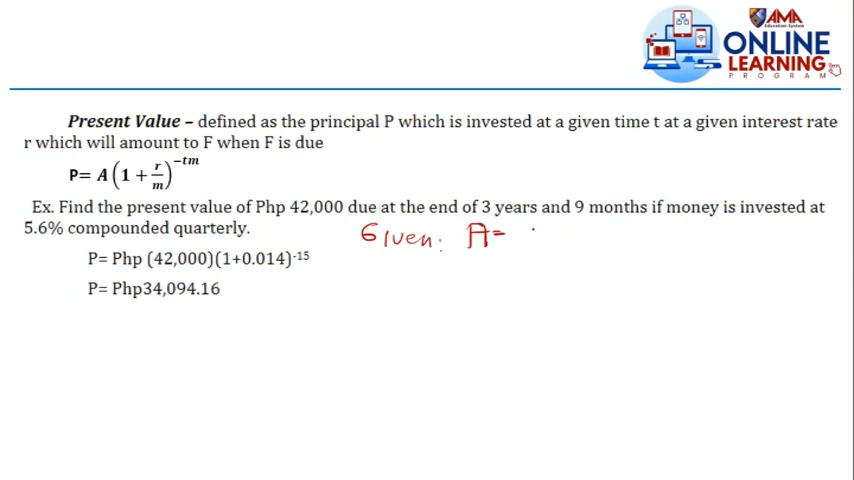 AMA
Education System
ONLINE
LEARNING
PROGRAM
Present Value – defined as the principal P which is invested at a given time t at a given interest rate
r which will amount to F when F is due
P= A(1 + r/m)^−tm
Ex. Find the present value of Php 42,000 due at the end of 3 years and 9 months if money is invested at
5.6% compounded quarterly.
Given: A=
P= Php (42,000)(1+0.014)^-15
P= Php34,094.16